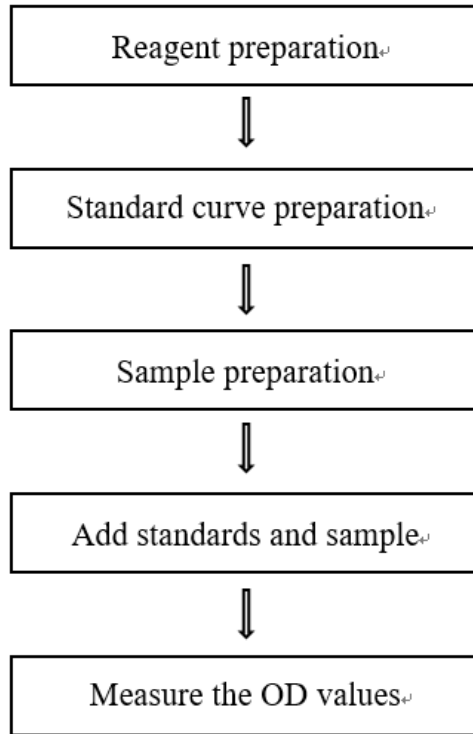 Reagent preparation
Standard curve preparation
Sample preparation
Add standards and sample
Measure the OD values